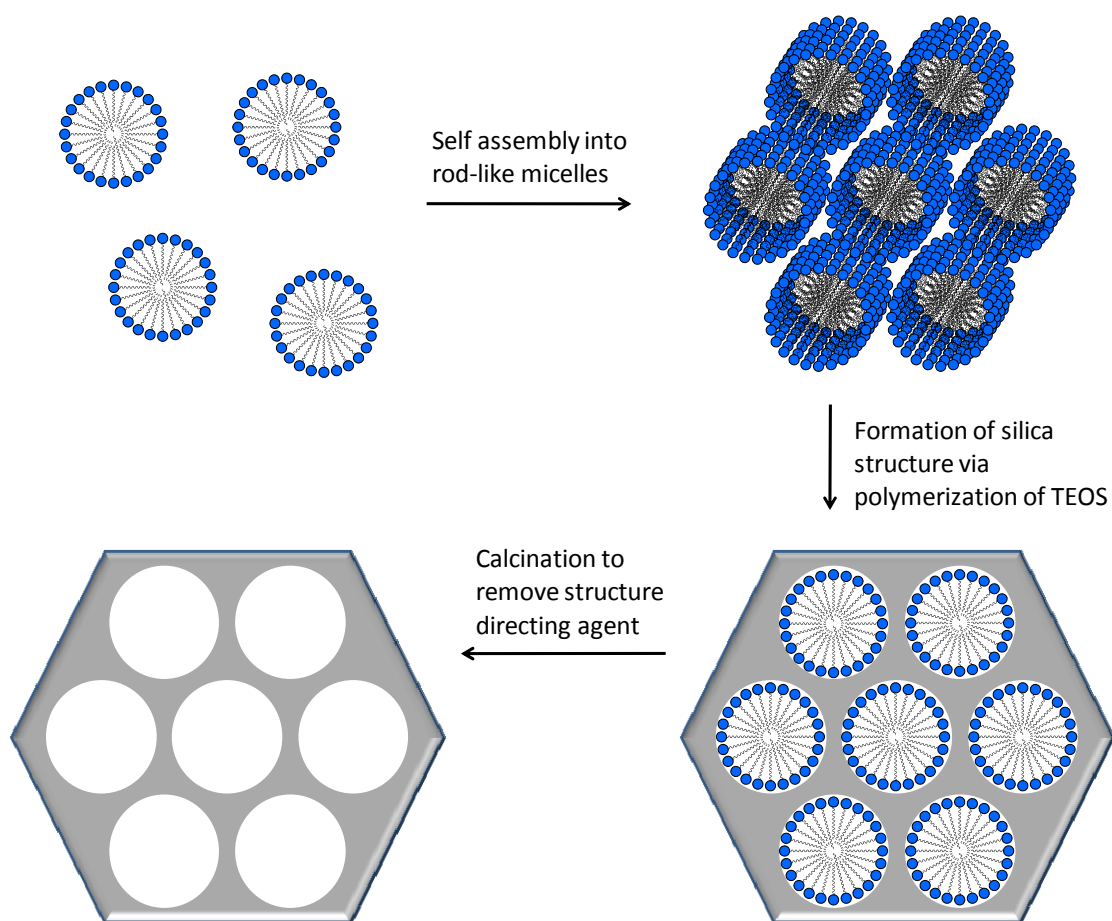 Self assembly into
rod-like micelles
Formation of silica
structure via
polymerization of TEOS
Calcination to
remove structure
directing agent